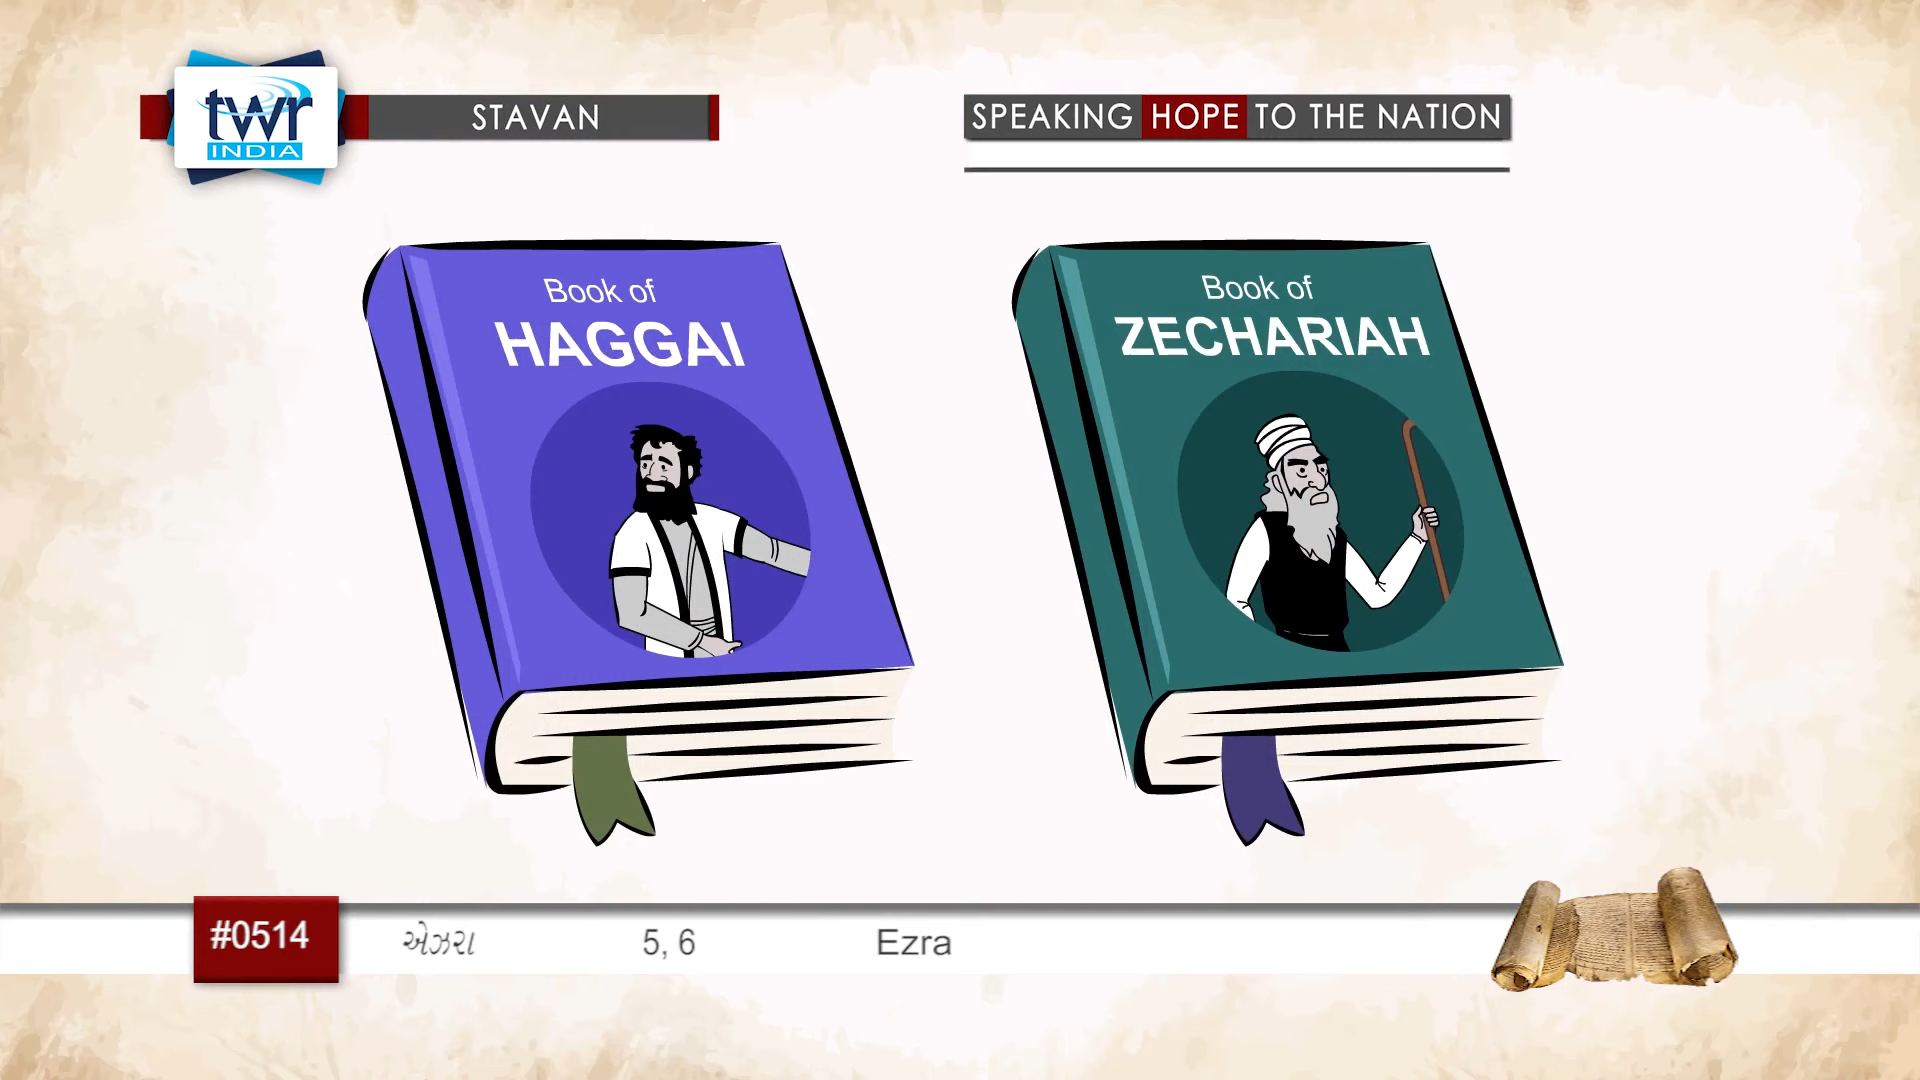 twr
INDIA
STAVAN
SPEAKING HOPE TO THE NATION
Book of
HAGGAI
Book of
ZECHARIAH
#0514
એઝરા
5, 6
Ezra